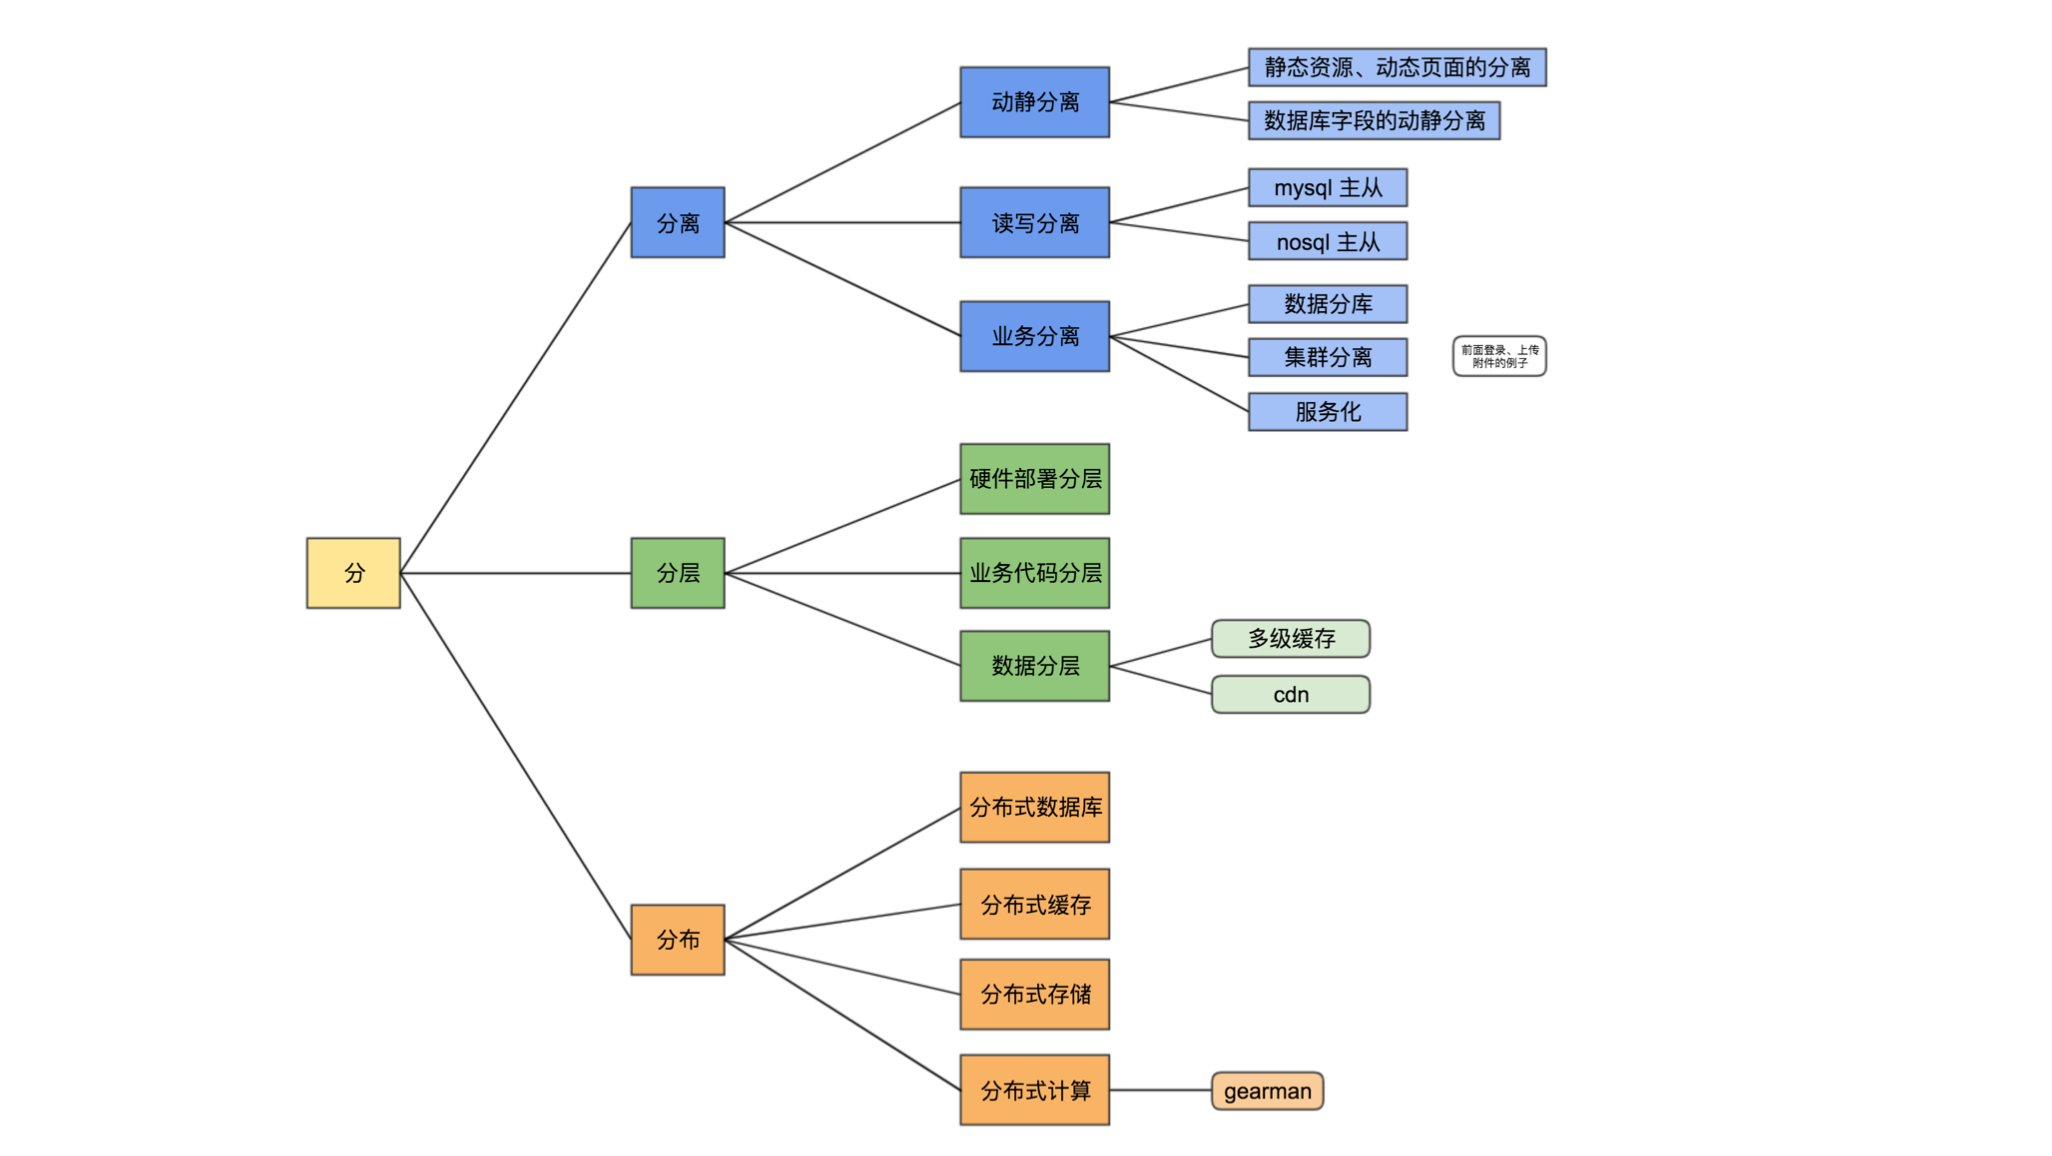 静态资源、动态页面的分离
动静分离
数据库字段的动静分离
mysql 主从
分离
读写分离
nosql 主从
数据分库
业务分离
集群分离
前面登录、上传
附件的例子
服务化
硬件部署分层
分
分层
业务代码分层
多级缓存
数据分层
cdn
分布式数据库
分布式缓存
分布
分布式存储
分布式计算
gearman